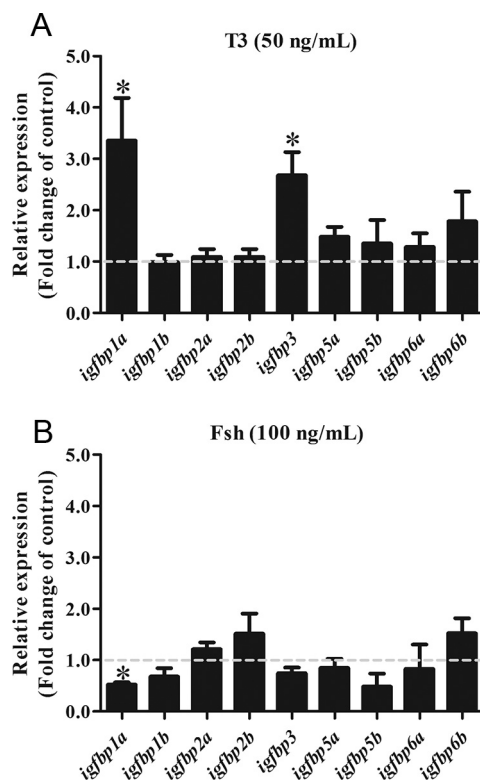 A
T3 (50 ng/mL)
Relative expression
(Fold change of control)
5.0
4.0
3.0
2.0
1.0
0.0
*
*
igfbp1a
igfbp1b
igfbp2a
igfbp2b
igfbp3
igfbp5a
igfbp5b
igfbp6a
igfbp6b
B
Fsh (100 ng/mL)
Relative expression
(Fold change of control)
5.0
4.0
3.0
2.0
1.0
0.0
*
igfbp1a
igfbp1b
igfbp2a
igfbp2b
igfbp3
igfbp5a
igfbp5b
igfbp6a
igfbp6b